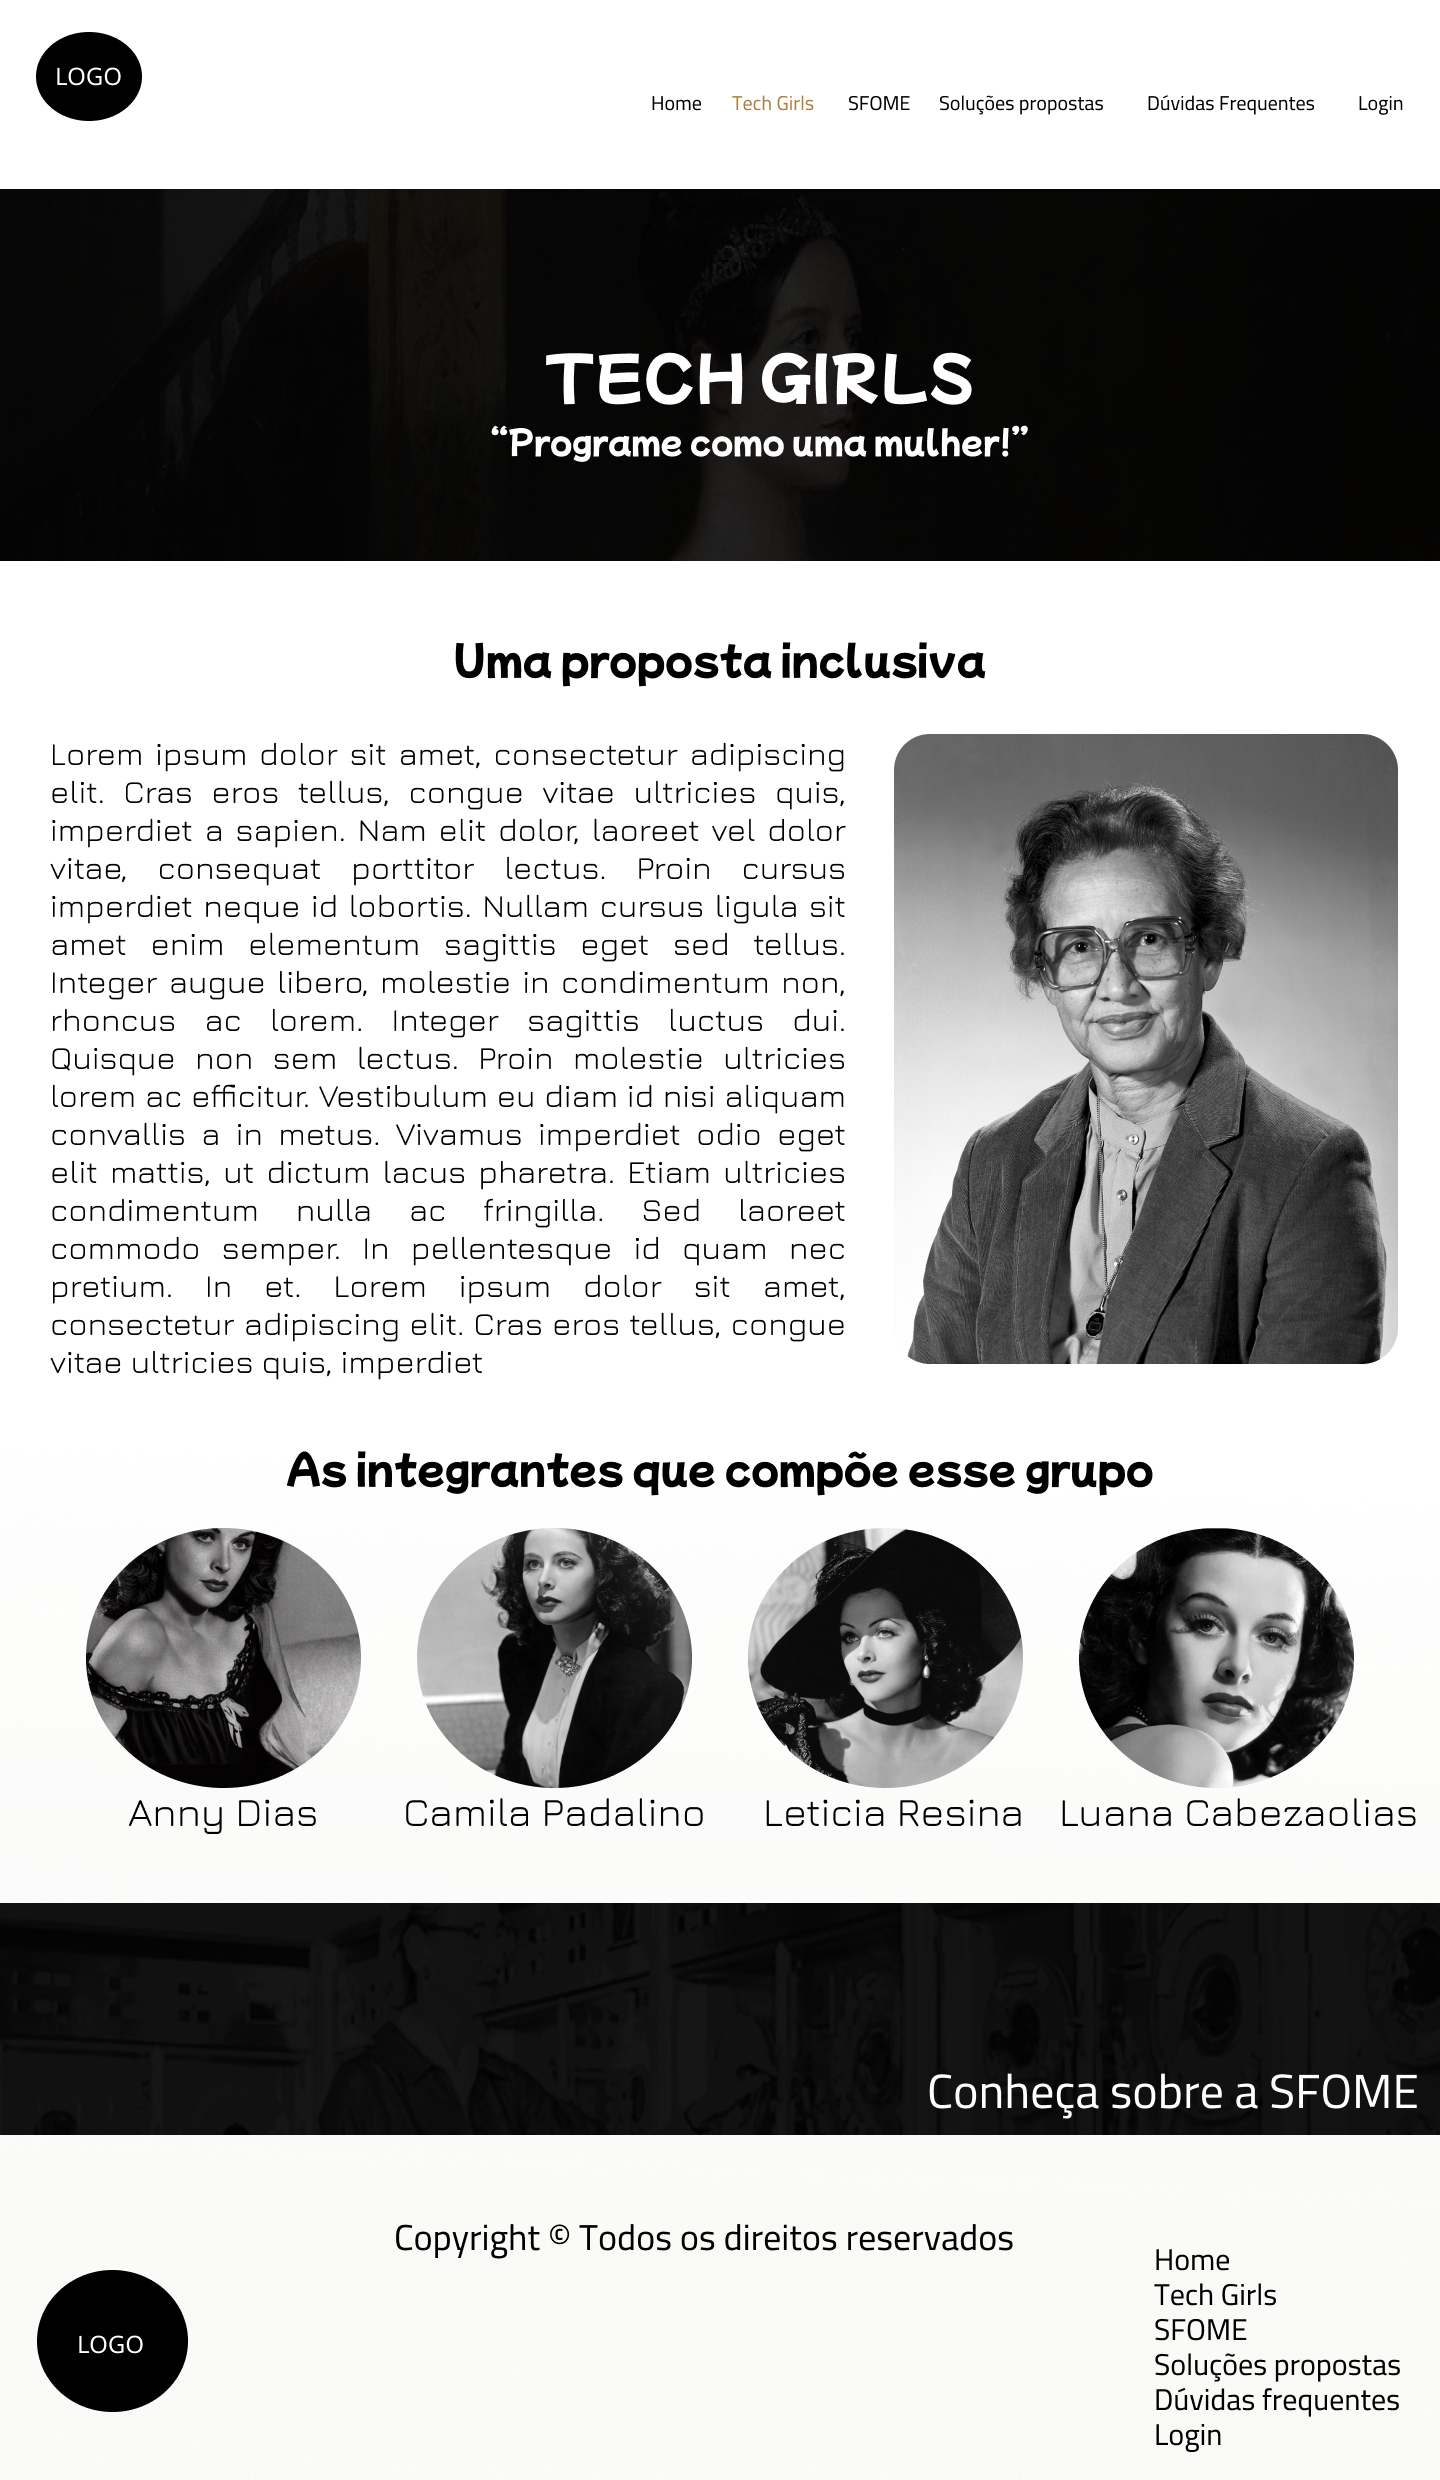 LOGO
Home Tech Girls SFOME Soluções propostas Dúvidas Frequentes Login
TECH GIRLS
“Programe como uma mulher!”
Uma proposta inclusiva
Lorem ipsum dolor sit amet, consectetur adipiscing
elit. Cras eros tellus, congue vitae ultricies quis,
imperdiet a sapien. Nam elit dolor, laoreet vel dolor
vitae, consequat porttitor lectus. Proin cursus
imperdiet neque id lobortis. Nullam cursus ligula sit
amet enim elementum sagittis eget sed tellus.
Integer augue libero, molestie in condimentum non,
rhoncus ac lorem. Integer sagittis luctus dui.
Quisque non sem lectus. Proin molestie ultricies
lorem ac efficitur. Vestibulum eu diam id nisi aliquam
convallis a in metus. Vivamus imperdiet odio eget
elit mattis, ut dictum lacus pharetra. Etiam ultricies
condimentum nulla ac fringilla. Sed laoreet
commodo semper. In pellentesque id quam nec
pretium. In et. Lorem ipsum dolor sit amet,
consectetur adipiscing elit. Cras eros tellus, congue
vitae ultricies quis, imperdiet
As integrantes que compõe esse grupo
Anny Dias
Camila Padalino
Leticia Resina
Luana Cabezaolias
Conheça sobre a SFOME
Copyright © Todos os direitos reservados
LOGO
Home
Tech Girls
SFOME
Soluções propostas
Dúvidas frequentes
Login